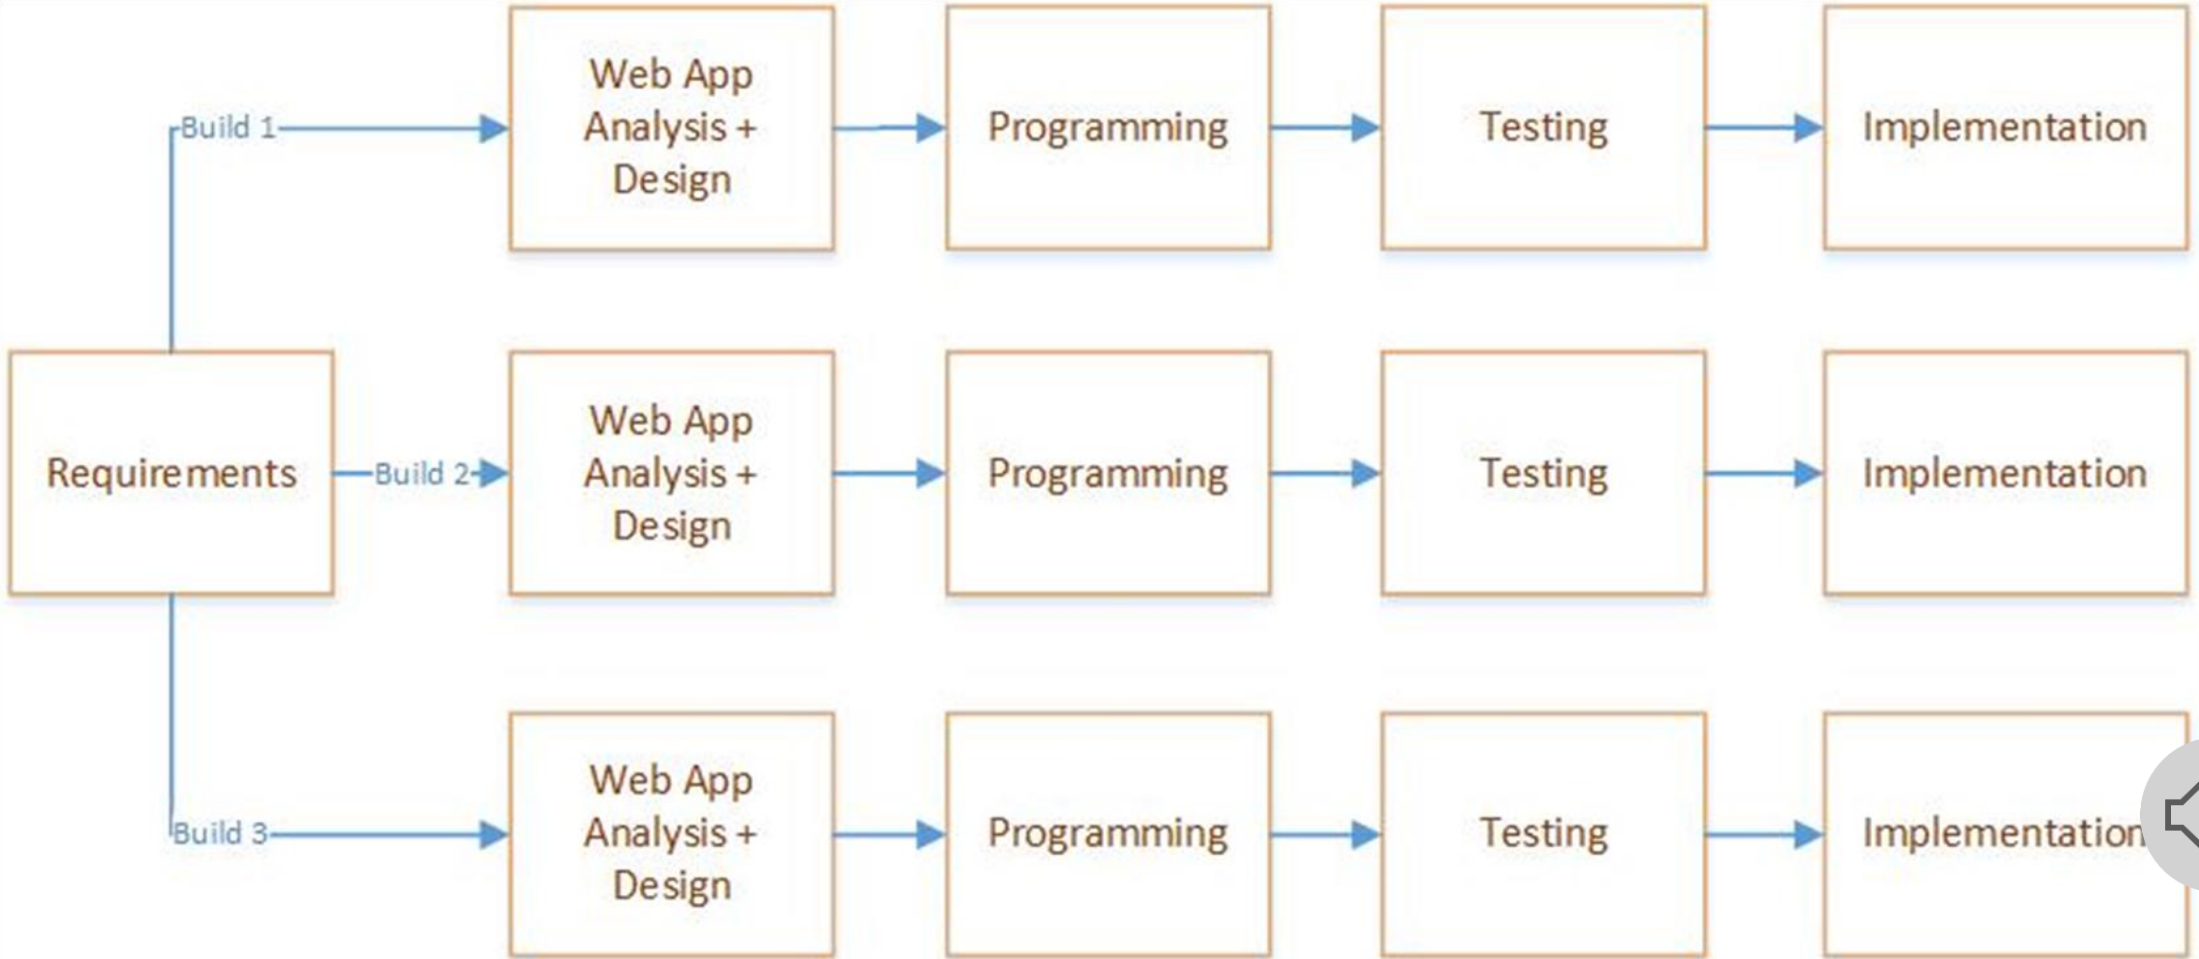 Build 1
Web App
Analysis +
Design
Programming
Testing
Implementation
Requirements
Build 2
Web App
Analysis +
Design
Programming
Testing
Implementation
Build 3
Web App
Analysis +
Design
Programming
Testing
Implementation